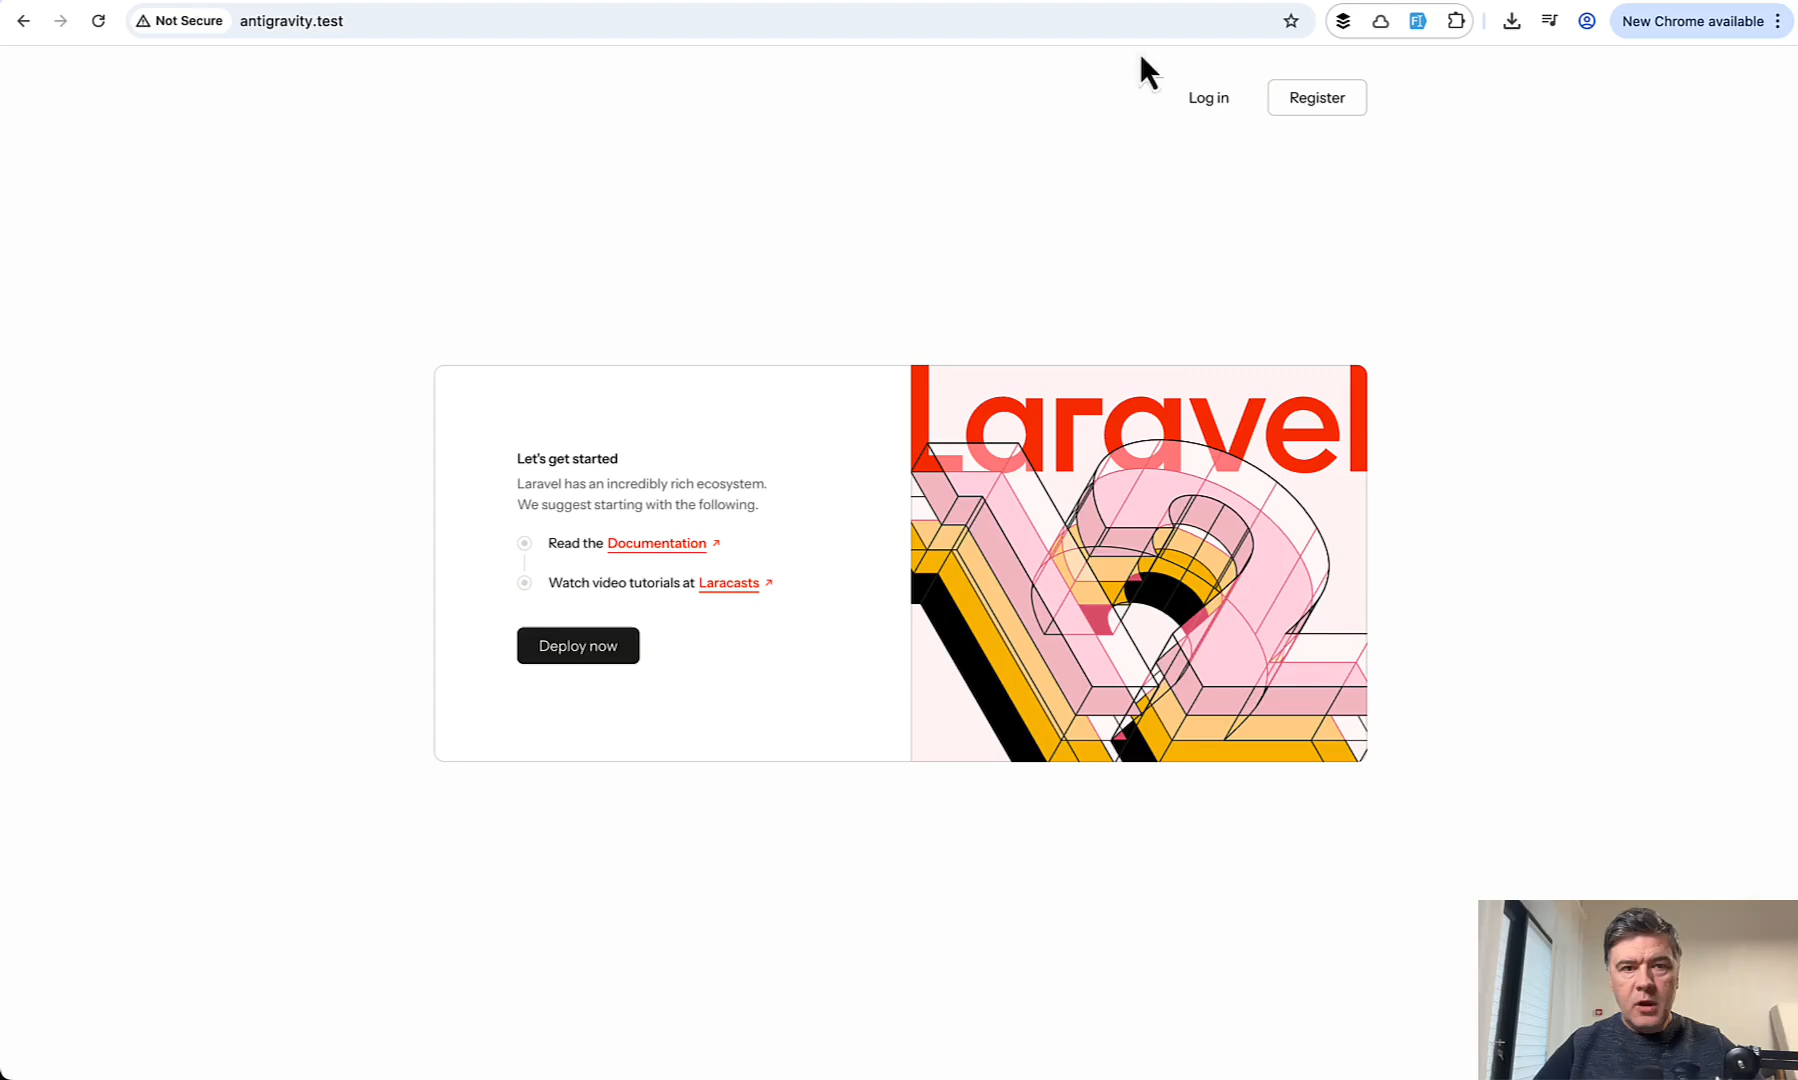 Not Secure antigravity.test New Chrome available
Log in Register
Let's get started
Laravel has an incredibly rich ecosystem.
We suggest starting with the following.
Read the Documentation
Watch video tutorials at Laracasts
Deploy now
Laravel